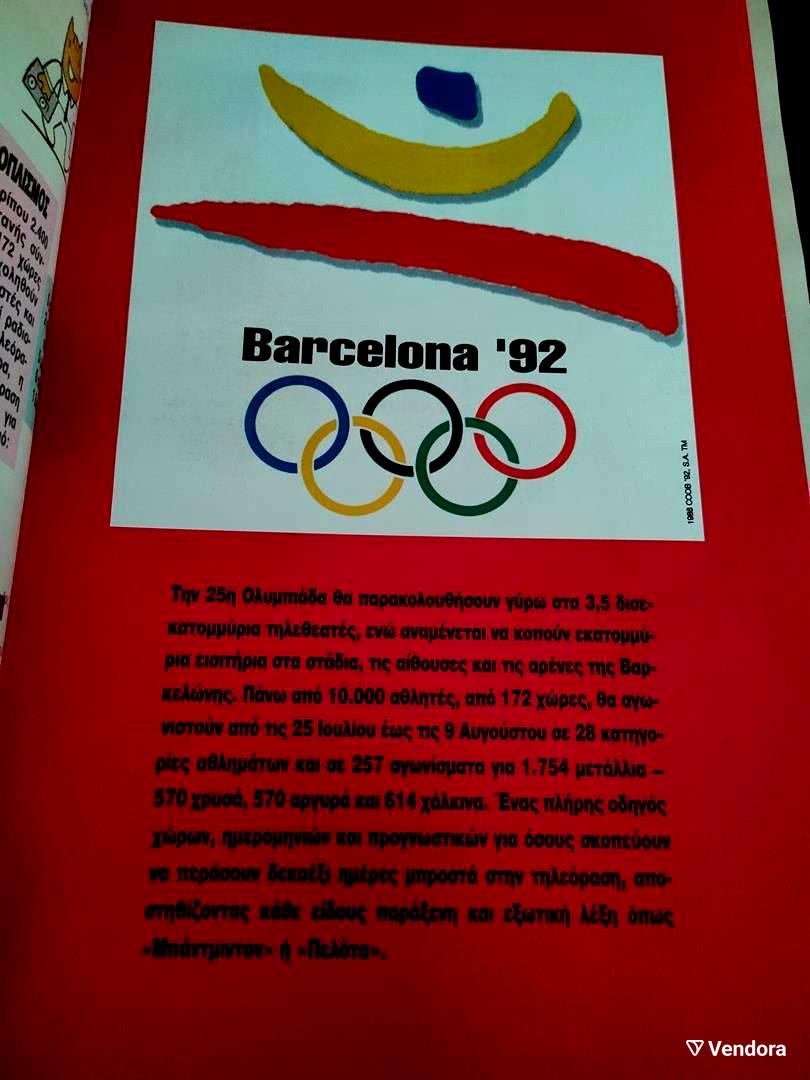 ΟΠΛΙΣΜΟΣ
2.400
172 χώρες
Barcelona '92
1988 COOB '92, S.A. TM
Την 25η Ολυμπιάδα θα παρακολουθήσουν γύρω στα 3,5 δισε-
κατομμύρια τηλεθεατές, ενώ αναμένεται να κοπούν εκατομμύ-
ρια εισιτήρια στα στάδια, τις αίθουσες και τις αρένες της Βαρ-
κελώνης. Πάνω από 10.000 αθλητές, από 172 χώρες, θα αγω-
νιστούν από τις 25 Ιουλίου έως τις 9 Αυγούστου σε 28 κατηγο-
ρίες αθλημάτων και σε 257 αγωνίσματα για 1.754 μετάλλια –
570 χρυσά, 570 αργυρά και 614 χάλκινα. Ένας πλήρης οδηγός
χώρων, ημερομηνιών και προγνωστικών για όσους σκοπεύουν
να περάσουν δεκαέξι ημέρες μπροστά στην τηλεόραση, απο-
στηθίζοντας κάθε είδους παράξενη και εξωτική λέξη όπως
«Μπάντμιντον» ή «Πελότα».
Vendora